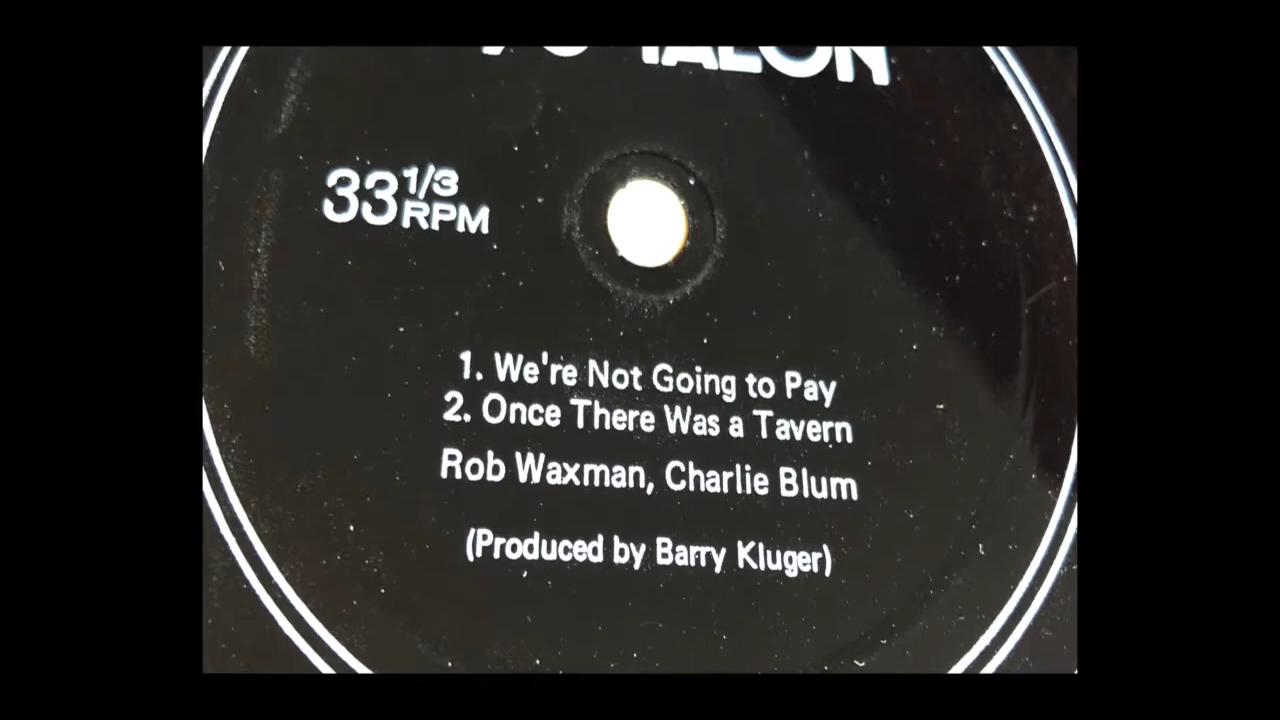 TALON
33 1/3
RPM
1. We're Not Going to Pay
2. Once There Was a Tavern
Rob Waxman, Charlie Blum
(Produced by Barry Kluger)